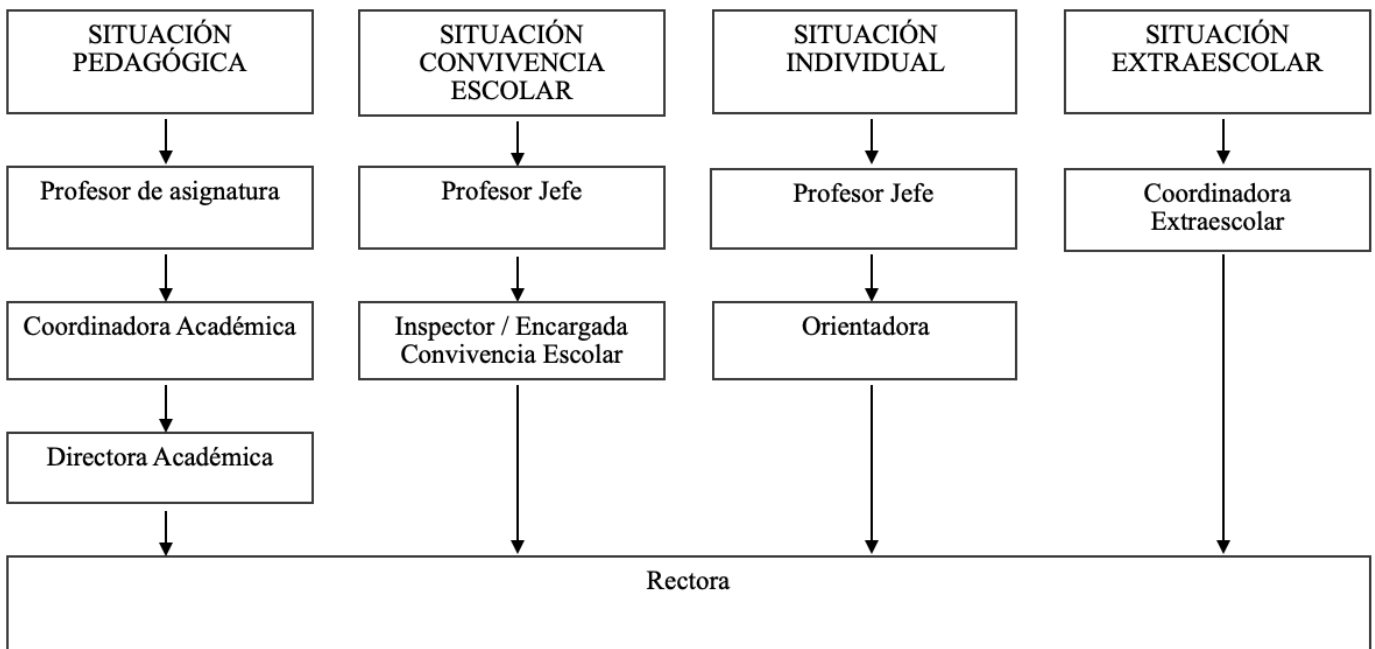 SITUACIÓN
PEDAGÓGICA
SITUACIÓN
CONVIVENCIA
ESCOLAR
SITUACIÓN
INDIVIDUAL
SITUACIÓN
EXTRAESCOLAR
Profesor de asignatura
Profesor Jefe
Profesor Jefe
Coordinadora
Extraescolar
Coordinadora Académica
Inspector / Encargada
Convivencia Escolar
Orientadora
Directora Académica
Rectora